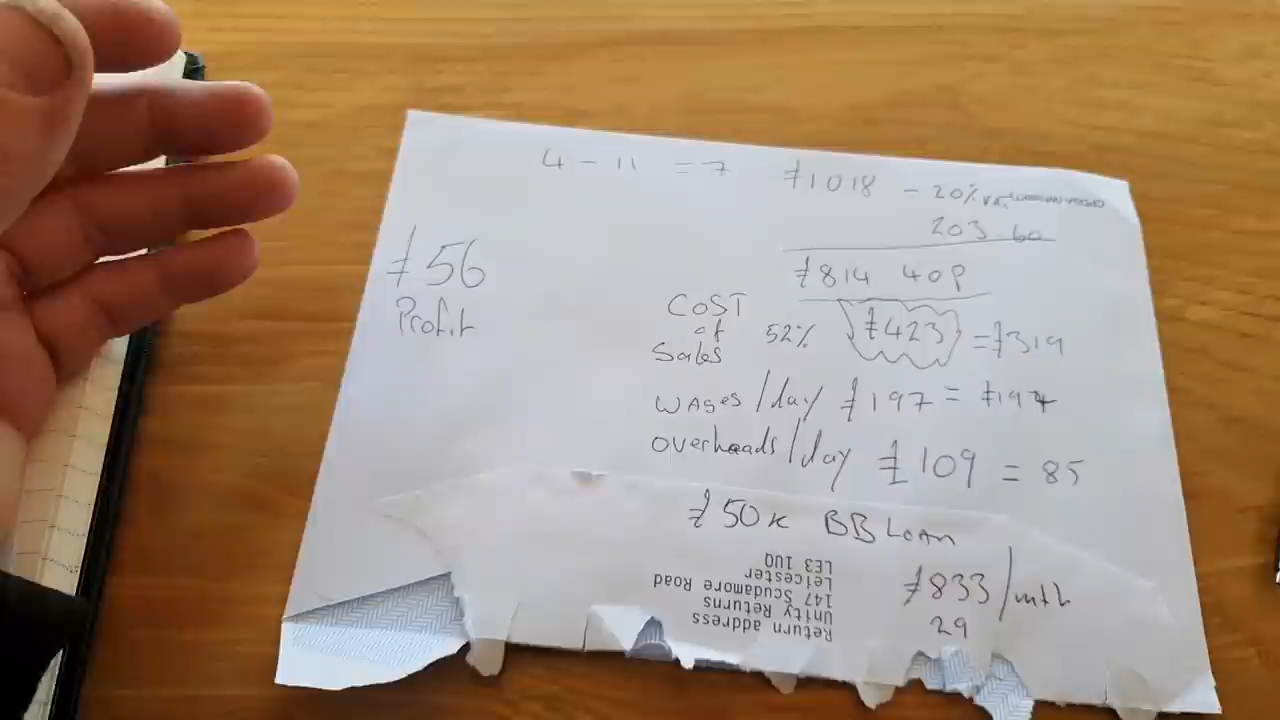 4 - 11 = 7 £1018 - 20%
203-60
£814 40p
£56
Profit
COST
of
Sales
52% £423 = £319
WAGES/day £197 =
overheads/day £109 = 85
£50K BB Loan
£833/mth
29
Return address
Unity Returns
147 Scudamore Road
Leicester
LE3 1UQ